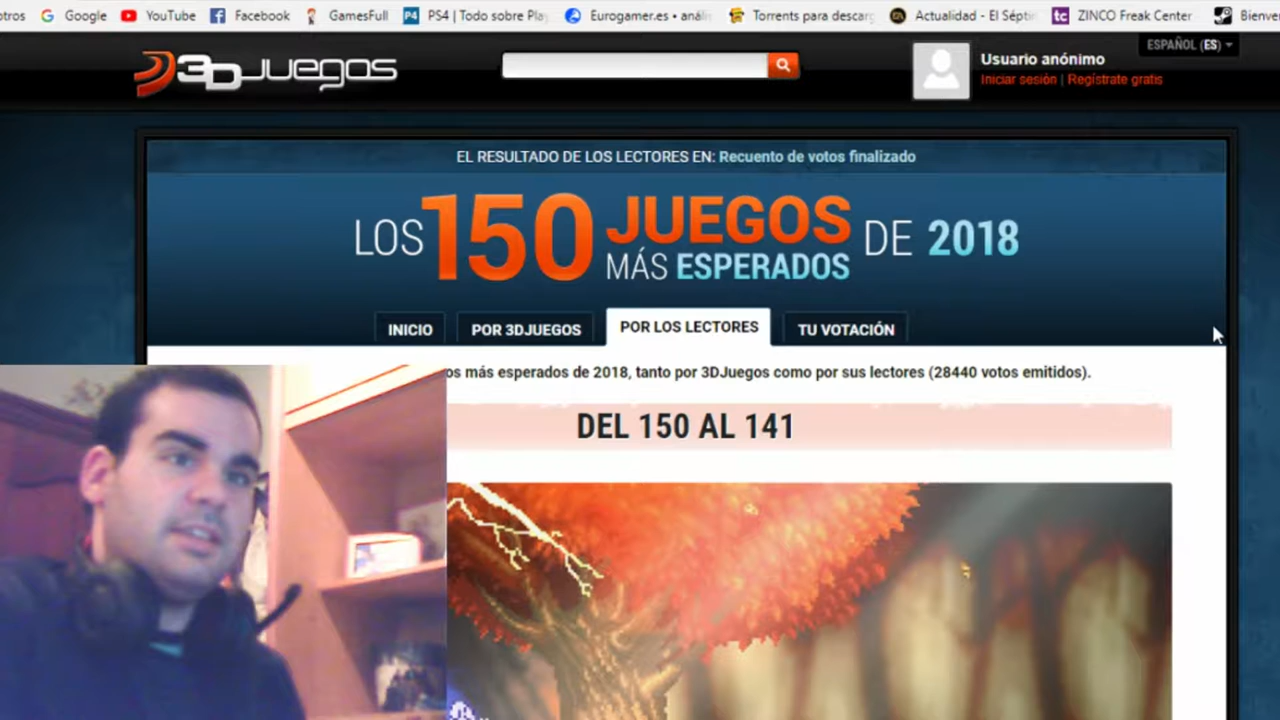 otros Google YouTube Facebook GamesFull PS4 | Todo sobre Play Eurogamer.es • anális Torrents para descarg Actualidad - El Séptim ZINCO Freak Center Bienve
3DJuegos
Usuario anónimo
ESPAÑOL (ES)
Iniciar sesión | Regístrate gratis
EL RESULTADO DE LOS LECTORES EN: Recuento de votos finalizado
LOS 150 JUEGOS MÁS ESPERADOS DE 2018
INICIO POR 3DJUEGOS POR LOS LECTORES TU VOTACIÓN
os más esperados de 2018, tanto por 3DJuegos como por sus lectores (28440 votos emitidos).
DEL 150 AL 141